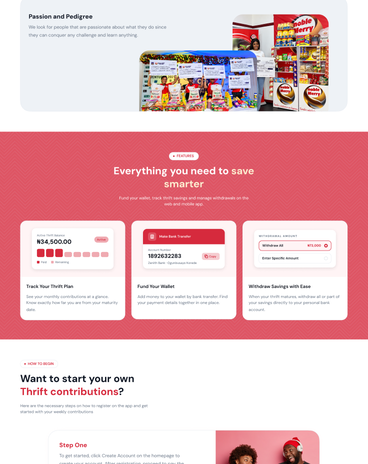 Passion and Pedigree
We look for people that are passionate about what they do since
they can conquer any challenge and learn anything
FEATURES
Everything you need to save
smarter
Fund your wallet, track thrift savings and manage withdrawals on the
web and mobile app.
₦34,500.00
Make Bank Transfer
1892632283
Withdraw All
Enter Specific Amount
Track Your Thrift Plan
See your monthly contributions at a glance,
Know exactly how far you are from your maturity
date.
Fund Your Wallet
Add money to your wallet by bank transfer. Find
your payment details together in one place.
Withdraw Savings with Ease
When your thrift matures, withdraw all or part of
your savings directly to your personal bank
account.
HOW TO BEGIN
Want to start your own
Thrift contributions?
Here are the necessary steps on how to register on the app and get
started with your weekly contributions
Step One
To get started, click Create Account on the homepage to